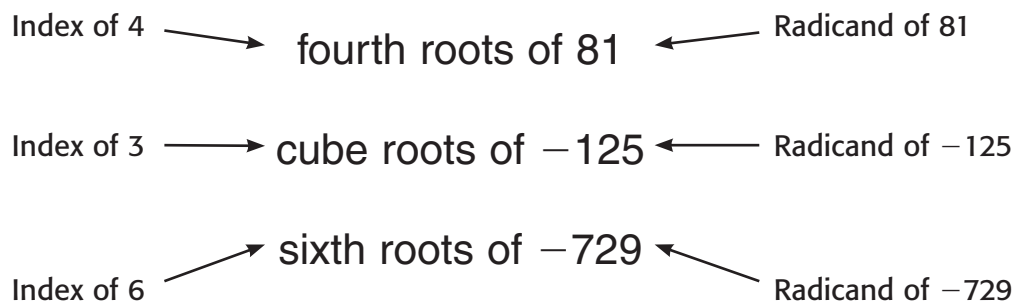 Index of 4
fourth roots of 81
Radicand of 81
Index of 3
cube roots of −125
Radicand of −125
sixth roots of −729
Index of 6
Radicand of −729